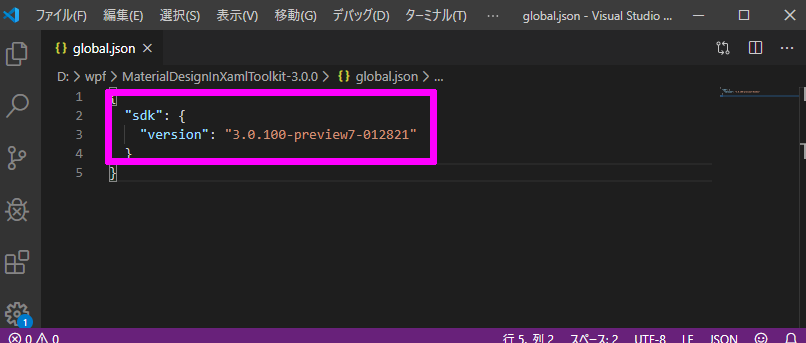 ファイル(F) 編集(E) 選択(S) 表示(V) 移動(G) デバッグ(D) ターミナル(T) ··· global.json - Visual Studio ...
{} global.json ×
D: > wpf > MaterialDesignInXamlToolkit-3.0.0 > {} global.json > ...
1 {
2 "sdk": {
3 "version": "3.0.100-preview7-012821"
4 }
5 }
1
0 0 行 5、列 2 スペース: 2 UTF-8 LF JSON